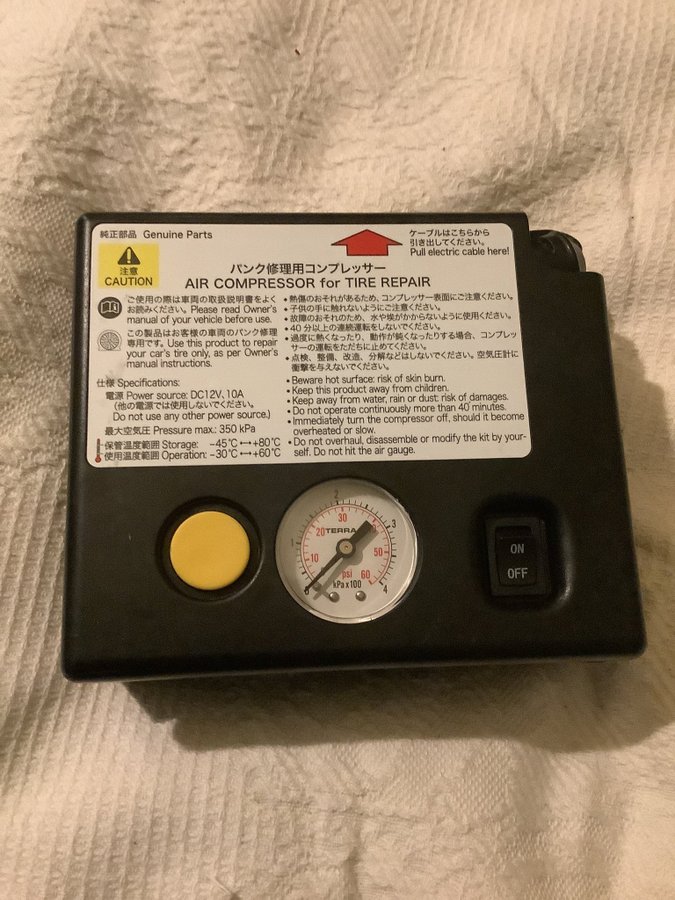 純正部品 Genuine Parts
ケーブルはこちらから
引き出してください。
Pull electric cable here!
注意
CAUTION
パンク修理用コンプレッサー
AIR COMPRESSOR for TIRE REPAIR
ご使用の際は車両の取扱説明書をよく
お読みください。Please read Owner's
manual of your vehicle before use.
この製品はお客様の車両のパンク修理
専用です。Use this product to repair
your car's tire only, as per Owner's
manual instructions.
仕様 Specifications:
電源 Power source: DC12V、10A
(他の電源では使用しないでください。
Do not use any other power source.)
最大空気圧 Pressure max.: 350 kPa
保管温度範囲 Storage: −45℃⟷+80℃
使用温度範囲 Operation: −30℃⟷+60℃
• 熱傷のおそれがあるため、コンプレッサー表面にご注意ください。
• 子供の手に触れないようにご注意ください。
• 故障のおそれのため、水や埃がかからないように使用ください。
• 40分以上の連続運転をしないでください。
• 過度に熱くなったり、動作が鈍くなったりする場合、コンプレッ
サーの運転をただちに止めてください。
• 点検、整備、改造、分解などはしないでください。空気圧計に
衝撃を与えないでください。
• Beware hot surface: risk of skin burn.
• Keep this product away from children.
• Keep away from water, rain or dust: risk of damage.
• Do not operate continuously more than 40 minutes.
• Immediately turn the compressor off, should it become
overheated or slow.
• Do not overhaul, disassemble or modify the kit by your-
self. Do not hit the air gauge.
1 2 3 4
10 20 30 50 60
TERRA
psi
kPa x100
ON
OFF